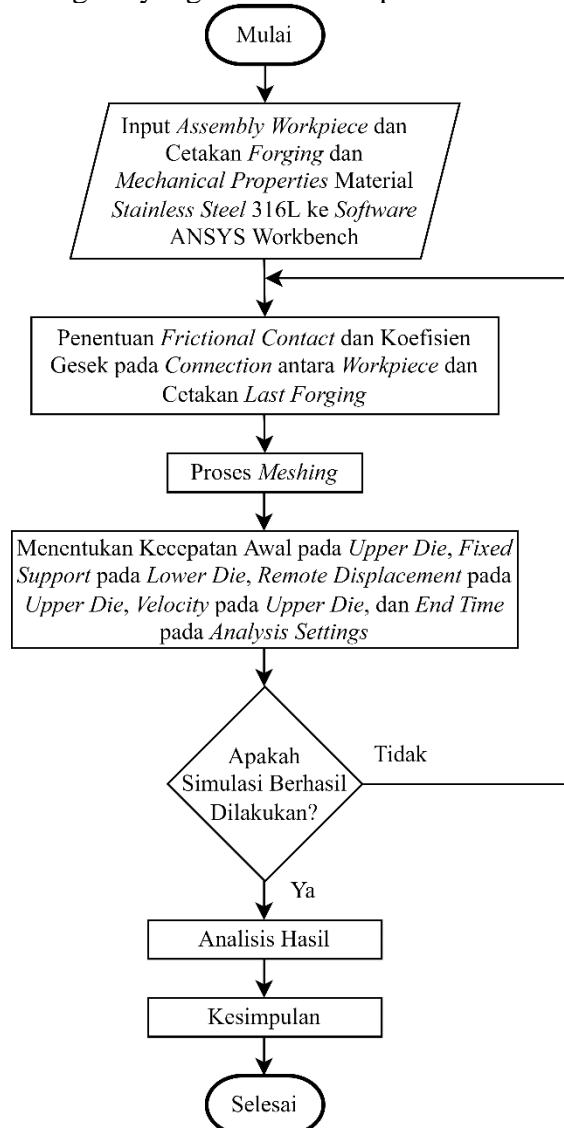 Mulai
Input Assembly Workpiece dan
Cetakan Forging dan
Mechanical Properties Material
Stainless Steel 316L ke Software
ANSYS Workbench
Penentuan Frictional Contact dan Koefisien
Gesek pada Connection antara Workpiece dan
Cetakan Last Forging
Proses Meshing
Menentukan Kecepatan Awal pada Upper Die, Fixed
Support pada Lower Die, Remote Displacement pada
Upper Die, Velocity pada Upper Die, dan End Time
pada Analysis Settings
Apakah
Simulasi Berhasil
Dilakukan?
Tidak
Ya
Analisis Hasil
Kesimpulan
Selesai